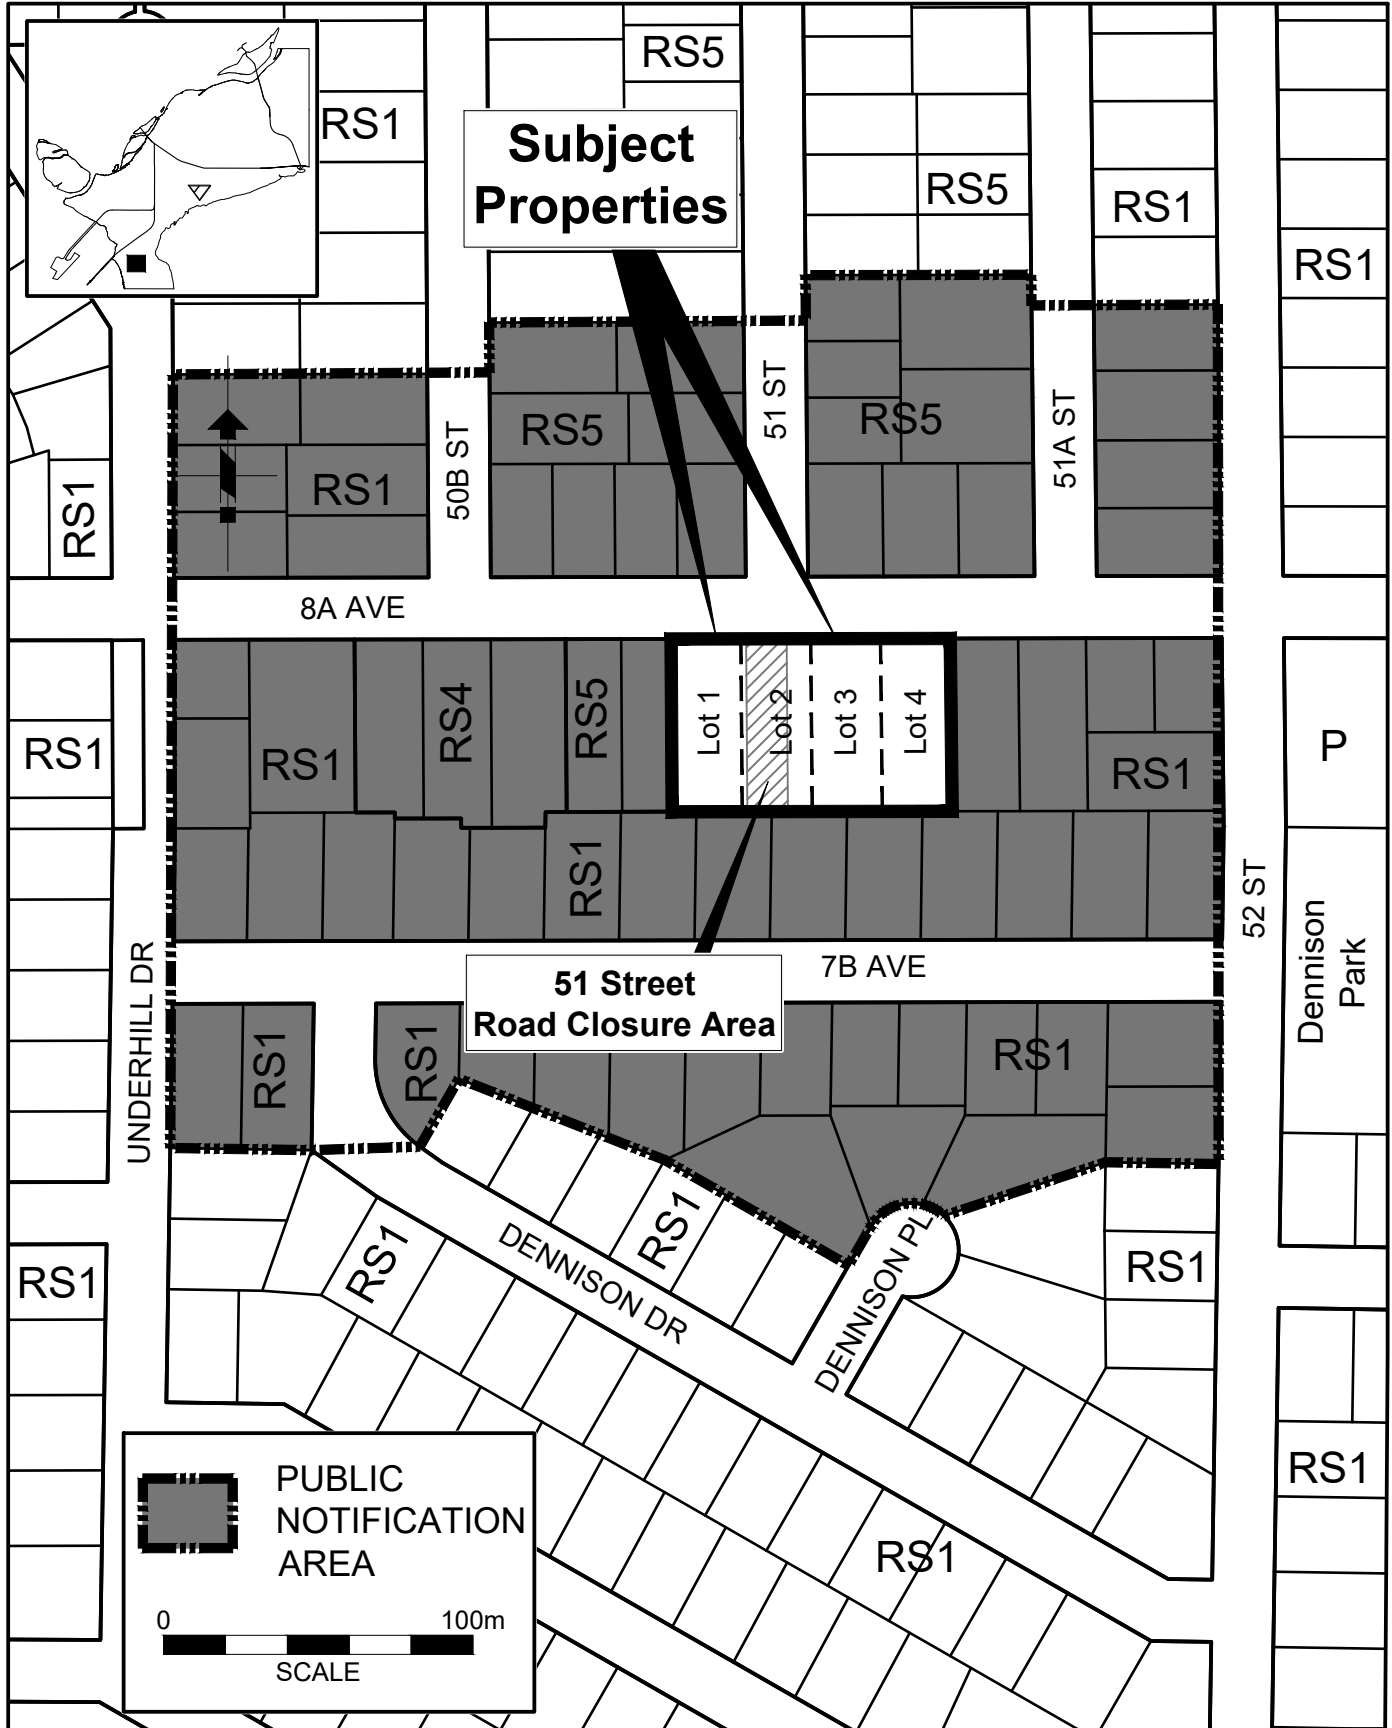 RS5
RS1
Subject
Properties
RS5
RS1
RS1
51 ST
51A ST
RS5
RS5
50B ST
RS1
RS1
8A AVE
RS1
RS1
RS4
RS5
Lot 1
Lot 2
Lot 3
Lot 4
RS1
P
RS1
52 ST
Dennison
Park
UNDERHILL DR
7B AVE
51 Street
Road Closure Area
RS1
RS1
RS1
RS1
RS1
DENNISON DR
DENNISON PL
RS1
RS1
RS1
RS1
PUBLIC
NOTIFICATION
AREA
0 100m
SCALE